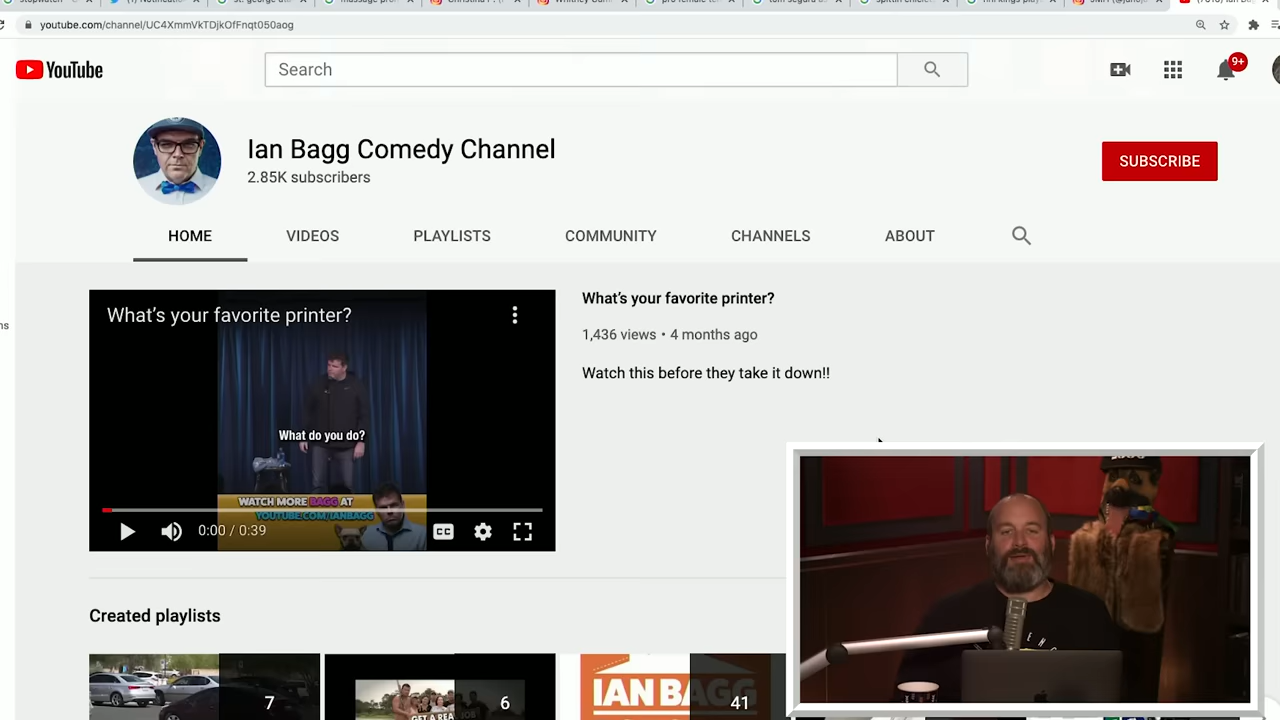 youtube.com/channel/UC4XmmVkTDjkOfFnqt050aog
YouTube
Search
9+
Ian Bagg Comedy Channel
2.85K subscribers
SUBSCRIBE
HOME
VIDEOS
PLAYLISTS
COMMUNITY
CHANNELS
ABOUT
What's your favorite printer?
What's your favorite printer?
1,436 views • 4 months ago
Watch this before they take it down!!
What do you do?
WATCH MORE BAGG AT
YOUTUBE.COM/IANBAGG
0:00 / 0:39
CC
Created playlists
7
GET A REA
6
IAN BAGG
41